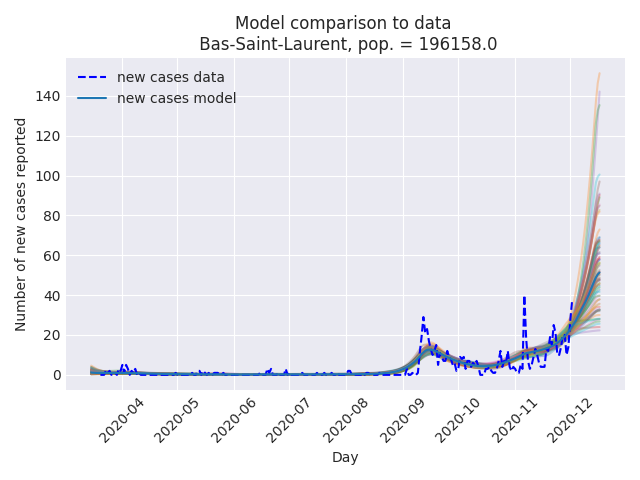 Model comparison to data
Bas-Saint-Laurent, pop. = 196158.0
new cases data
new cases model
Number of new cases reported
140
120
100
80
60
40
20
0
2020-04
2020-05
2020-06
2020-07
2020-08
2020-09
2020-10
2020-11
2020-12
Day